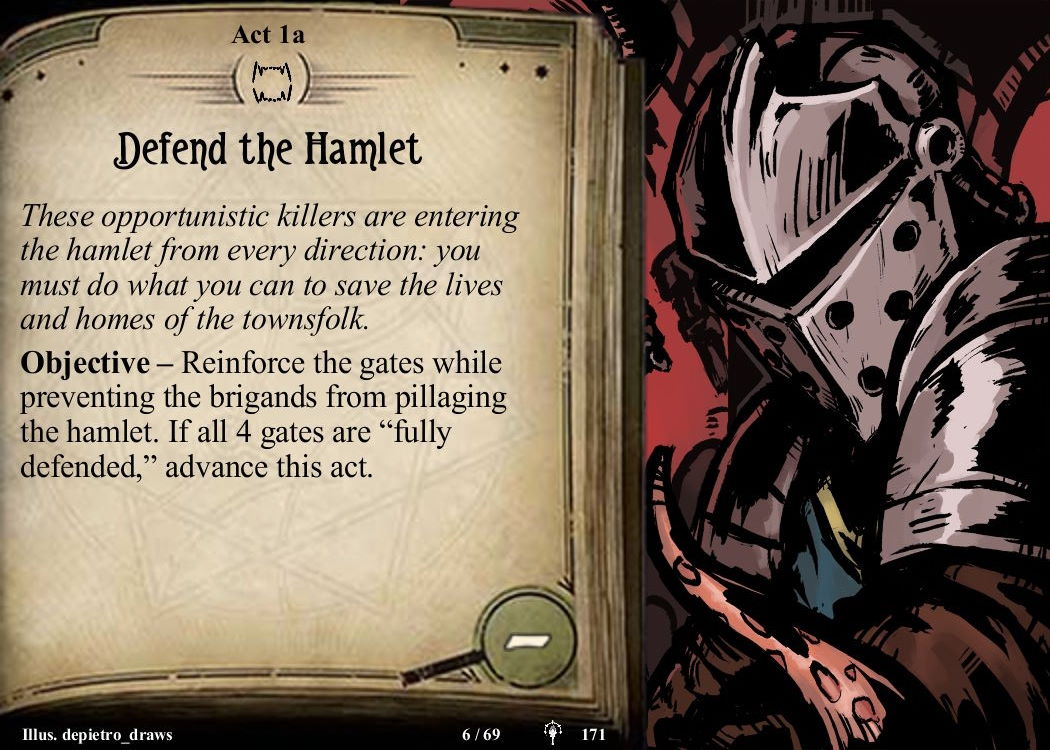 Act 1a
Defend the Hamlet
These opportunistic killers are entering
the hamlet from every direction: you
must do what you can to save the lives
and homes of the townsfolk.
Objective – Reinforce the gates while
preventing the brigands from pillaging
the hamlet. If all 4 gates are “fully
defended,” advance this act.
–
Illus. depietro_draws
6 / 69
171